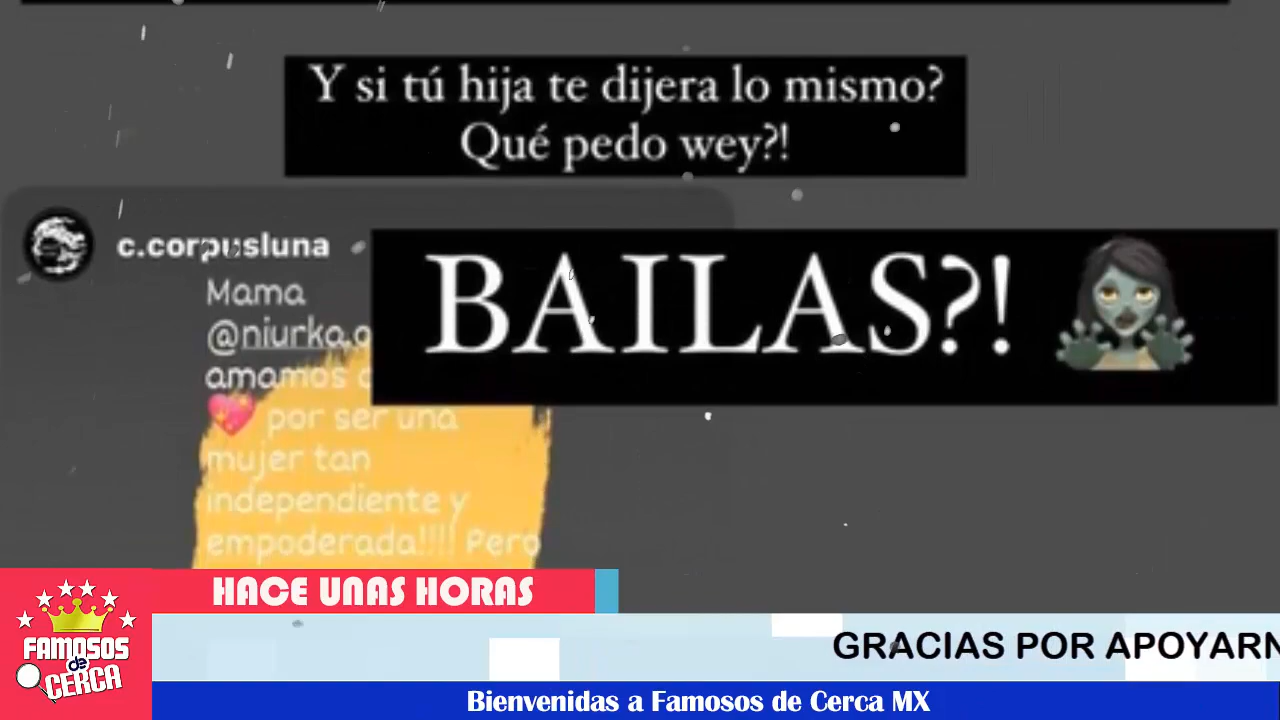 Y si tú hija te dijera lo mismo?
Qué pedo wey?!
c.corpusluna
BAILAS?!
Mama
@niurka.o
amamos
por ser una
mujer tan
independiente y
empoderada!!!! Pero
HACE UNAS HORAS
FAMOSOS
de
CERCA
GRACIAS POR APOYARN
Bienvenidas a Famosos de Cerca MX